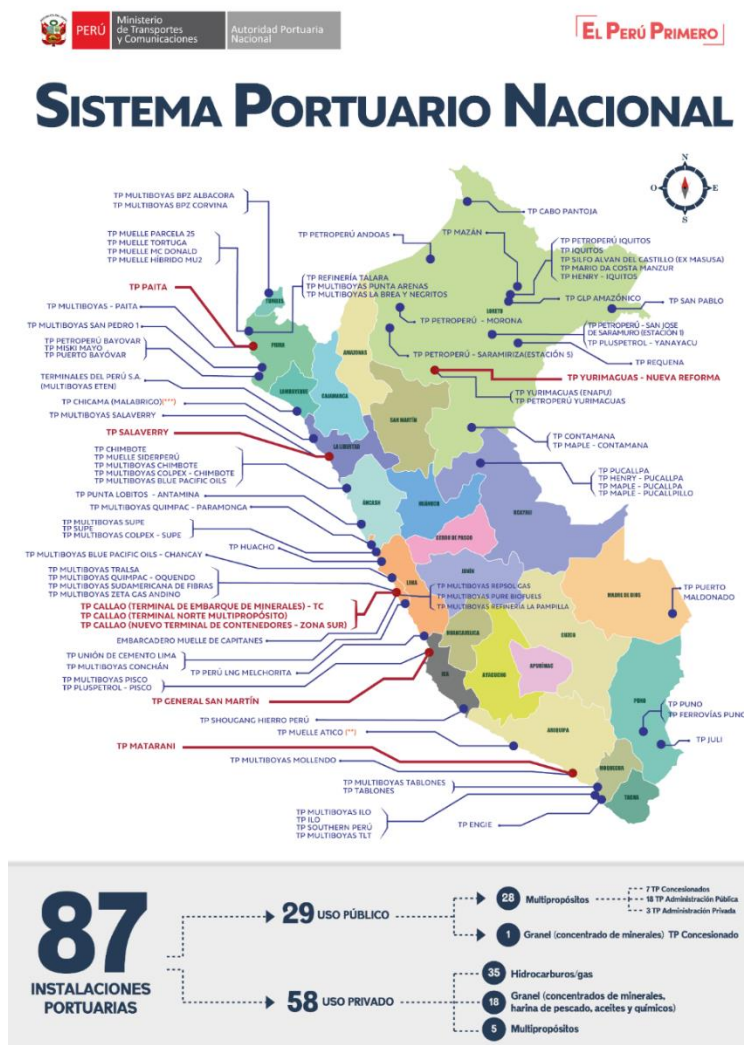 PERÚ
Ministerio
de Transportes
y Comunicaciones
Autoridad Portuaria
Nacional
EL PERÚ PRIMERO
SISTEMA PORTUARIO NACIONAL
N
O
E
S
TP MULTIBOYAS BPZ ALBACORA
TP MULTIBOYAS BPZ CORVINA
TP MUELLE PARCELA 25
TP MUELLE TORTUGA
TP MUELLE MC DONALD
TP MUELLE HÍBRIDO MU2
TP REFINERÍA TALARA
TP MULTIBOYAS PUNTA ARENAS
TP MULTIBOYAS LA BREA Y NEGRITOS
TP PAITA
TP MULTIBOYAS - PAITA
TP MULTIBOYAS SAN PEDRO 1
TP PETROPERÚ BAYOVAR
TP MISKI MAYO
TP PUERTO BAYÓVAR
TERMINALES DEL PERÚ S.A.
(MULTIBOYAS ETEN)
TP CHICAMA (MALABRIGO)(***)
TP MULTIBOYAS SALAVERRY
TP SALAVERRY
TP CHIMBOTE
TP MUELLE SIDERPERÚ
TP MULTIBOYAS CHIMBOTE
TP MULTIBOYAS COLPEX - CHIMBOTE
TP MULTIBOYAS BLUE PACIFIC OILS
TP PUNTA LOBITOS - ANTAMINA
TP MULTIBOYAS QUIMPAC - PARAMONGA
TP MULTIBOYAS SUPE
TP SUPE
TP MULTIBOYAS COLPEX - SUPE
TP HUACHO
TP MULTIBOYAS BLUE PACIFIC OILS - CHANCAY
TP MULTIBOYAS TRALSA
TP MULTIBOYAS QUIMPAC - OQUENDO
TP MULTIBOYAS SUDAMERICANA DE FIBRAS
TP MULTIBOYAS ZETA GAS ANDINO
TP MULTIBOYAS REPSOL GAS
TP MULTIBOYAS PURE BIOFUELS
TP MULTIBOYAS REFINERÍA LA PAMPILLA
TP CALLAO (TERMINAL DE EMBARQUE DE MINERALES) - TC
TP CALLAO (TERMINAL NORTE MULTIPROPÓSITO)
TP CALLAO (NUEVO TERMINAL DE CONTENEDORES - ZONA SUR)
EMBARCADERO MUELLE DE CAPITANES
TP UNIÓN DE CEMENTO LIMA
TP MULTIBOYAS CONCHÁN
TP PERÚ LNG MELCHORITA
TP MULTIBOYAS PISCO
TP PLUSPETROL - PISCO
TP GENERAL SAN MARTÍN
TP SHOUGANG HIERRO PERÚ
TP MUELLE ATICO (**)
TP MATARANI
TP MULTIBOYAS MOLLENDO
TP MULTIBOYAS TABLONES
TP TABLONES
TP MULTIBOYAS ILO
TP ILO
TP SOUTHERN PERÚ
TP MULTIBOYAS TLT
TP ENGIE
TP CABO PANTOJA
TP PETROPERÚ ANDOAS
TP MAZÁN
TP PETROPERÚ IQUITOS
TP IQUITOS
TP SILFO ALVAN DEL CASTILLO (EX MASUSA)
TP MARIO DA COSTA MANZUR
TP HENRY - IQUITOS
TP GLP AMAZÓNICO
TP SAN PABLO
TP PETROPERÚ - MORONA
TP PETROPERÚ - SAN JOSE
DE SARAMURO (ESTACIÓN 1)
TP PLUSPETROL - YANAYACU
TP PETROPERÚ - SARAMIRIZA(ESTACIÓN 5)
TP REQUENA
TP YURIMAGUAS - NUEVA REFORMA
TP YURIMAGUAS (ENAPU)
TP PETROPERÚ YURIMAGUAS
TP CONTAMANA
TP MAPLE - CONTAMANA
TP PUCALLPA
TP HENRY - PUCALLPA
TP MAPLE - PUCALLPA
TP MAPLE - PUCALLPILLO
TP PUERTO
MALDONADO
TP PUNO
TP FERROVÍAS PUNO
TP JULI
TUMBES
PIURA
LAMBAYEQUE
CAJAMARCA
AMAZONAS
LORETO
SAN MARTÍN
LA LIBERTAD
ÁNCASH
HUÁNUCO
UCAYALI
CERRO DE PASCO
JUNÍN
LIMA
HUANCAVELICA
ICA
AYACUCHO
APURÍMAC
CUZCO
MADRE DE DIOS
PUNO
AREQUIPA
MOQUEGUA
TACNA
87
INSTALACIONES
PORTUARIAS
29 USO PÚBLICO
28 Multipropósitos
7 TP Concesionados
18 TP Administración Pública
3 TP Administración Privada
1 Granel (concentrado de minerales) TP Concesionado
58 USO PRIVADO
35 Hidrocarburos/gas
18 Granel (concentrados de minerales,
harina de pescado, aceites y químicos)
5 Multipropósitos